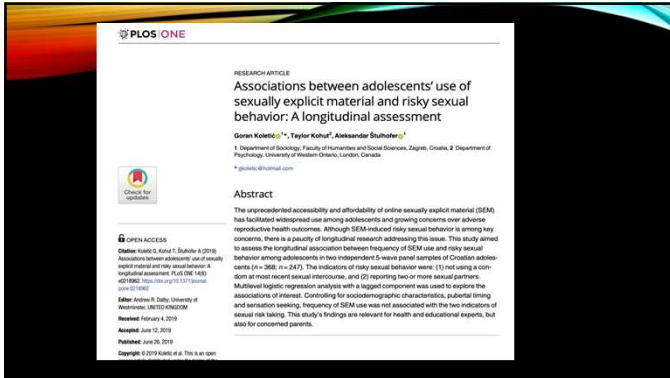 PLOS ONE
RESEARCH ARTICLE
Associations between adolescents' use of
sexually explicit material and risky sexual
behavior: A longitudinal assessment
Goran Koletić1*, Taylor Kohut2, Aleksandar Štulhofer1
1 Department of Sociology, Faculty of Humanities and Social Sciences, Zagreb, Croatia, 2 Department of
Psychology, University of Western Ontario, London, Canada
* gkoletic@hotmail.com
Check for
updates
Abstract
The unprecedented accessibility and affordability of online sexually explicit material (SEM)
has facilitated widespread use among adolescents and growing concerns over adverse
reproductive health outcomes. Although SEM-induced risky sexual behavior is among key
concerns, there is a paucity of longitudinal research addressing this issue. This study aimed
to assess the longitudinal association between frequency of SEM use and risky sexual
behavior among adolescents in two independent 5-wave panel samples of Croatian adoles-
cents (n = 368; n = 247). The indicators of risky sexual behavior were: (1) not using a con-
dom at most recent sexual intercourse, and (2) reporting two or more sexual partners.
Multilevel logistic regression analysis with a lagged component was used to explore the
associations of interest. Controlling for sociodemographic characteristics, pubertal timing
and sensation seeking, frequency of SEM use was not associated with the two indicators of
sexual risk taking. This study's findings are relevant for health and educational experts, but
also for concerned parents.
OPEN ACCESS
Citation: Koletić G, Kohut T, Štulhofer A (2019)
Associations between adolescents' use of sexually
explicit material and risky sexual behavior: A
longitudinal assessment. PLoS ONE 14(6):
e0218962. https://doi.org/10.1371/journal.
pone.0218962
Editor: Andrew R. Dalby, University of
Westminster, UNITED KINGDOM
Received: February 4, 2019
Accepted: June 12, 2019
Published: June 26, 2019
Copyright: © 2019 Koletić et al. This is an open